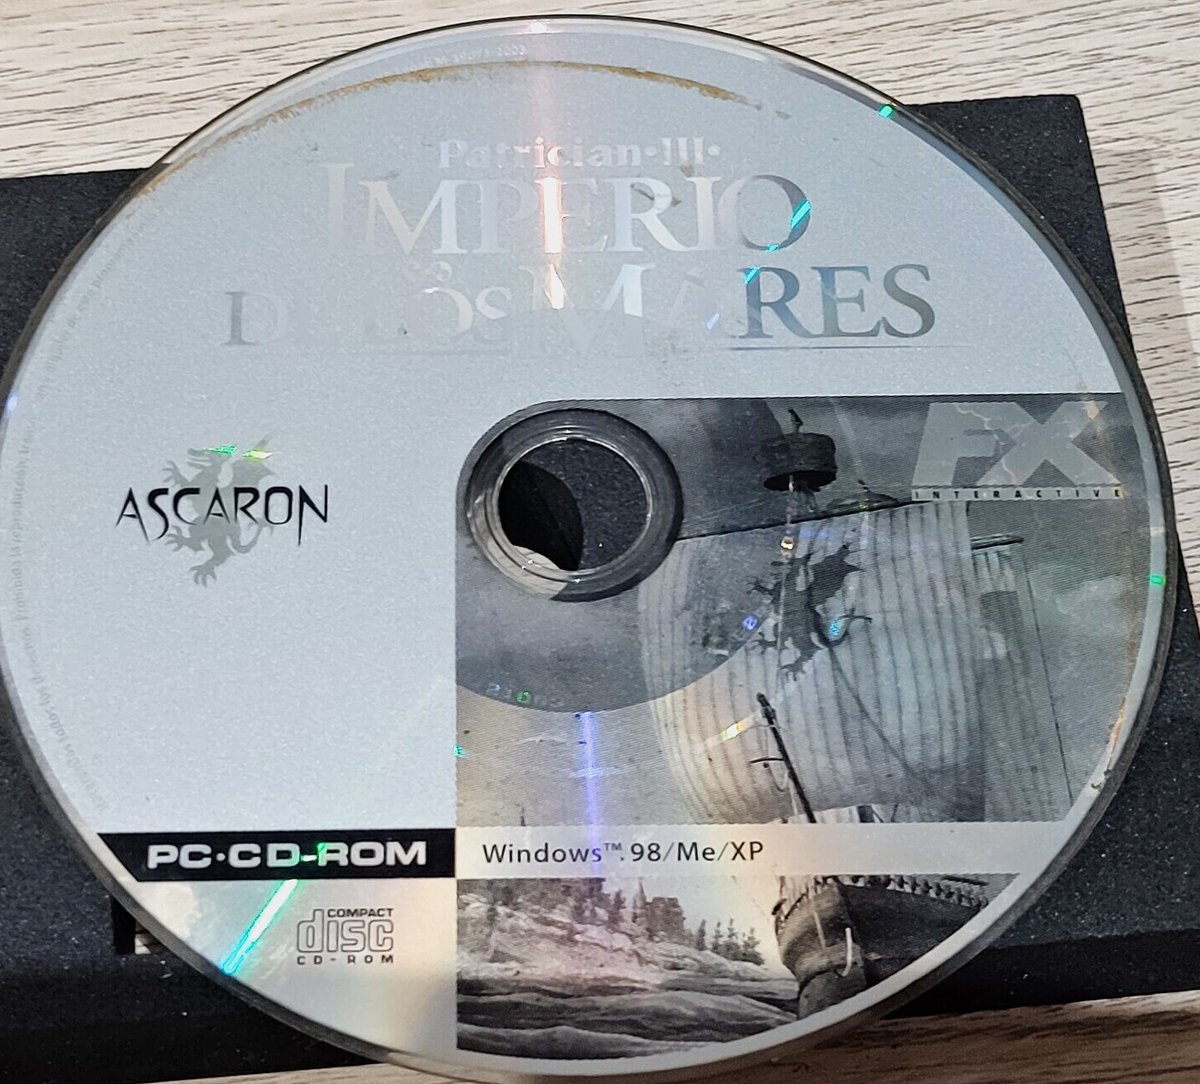 Patrician·III·
IMPERIO
DE LOS MARES
FX
INTERACTIVE
ASCARON
PC·CD-ROM
Windows™ 98/Me/XP
COMPACT
disc
CD-ROM